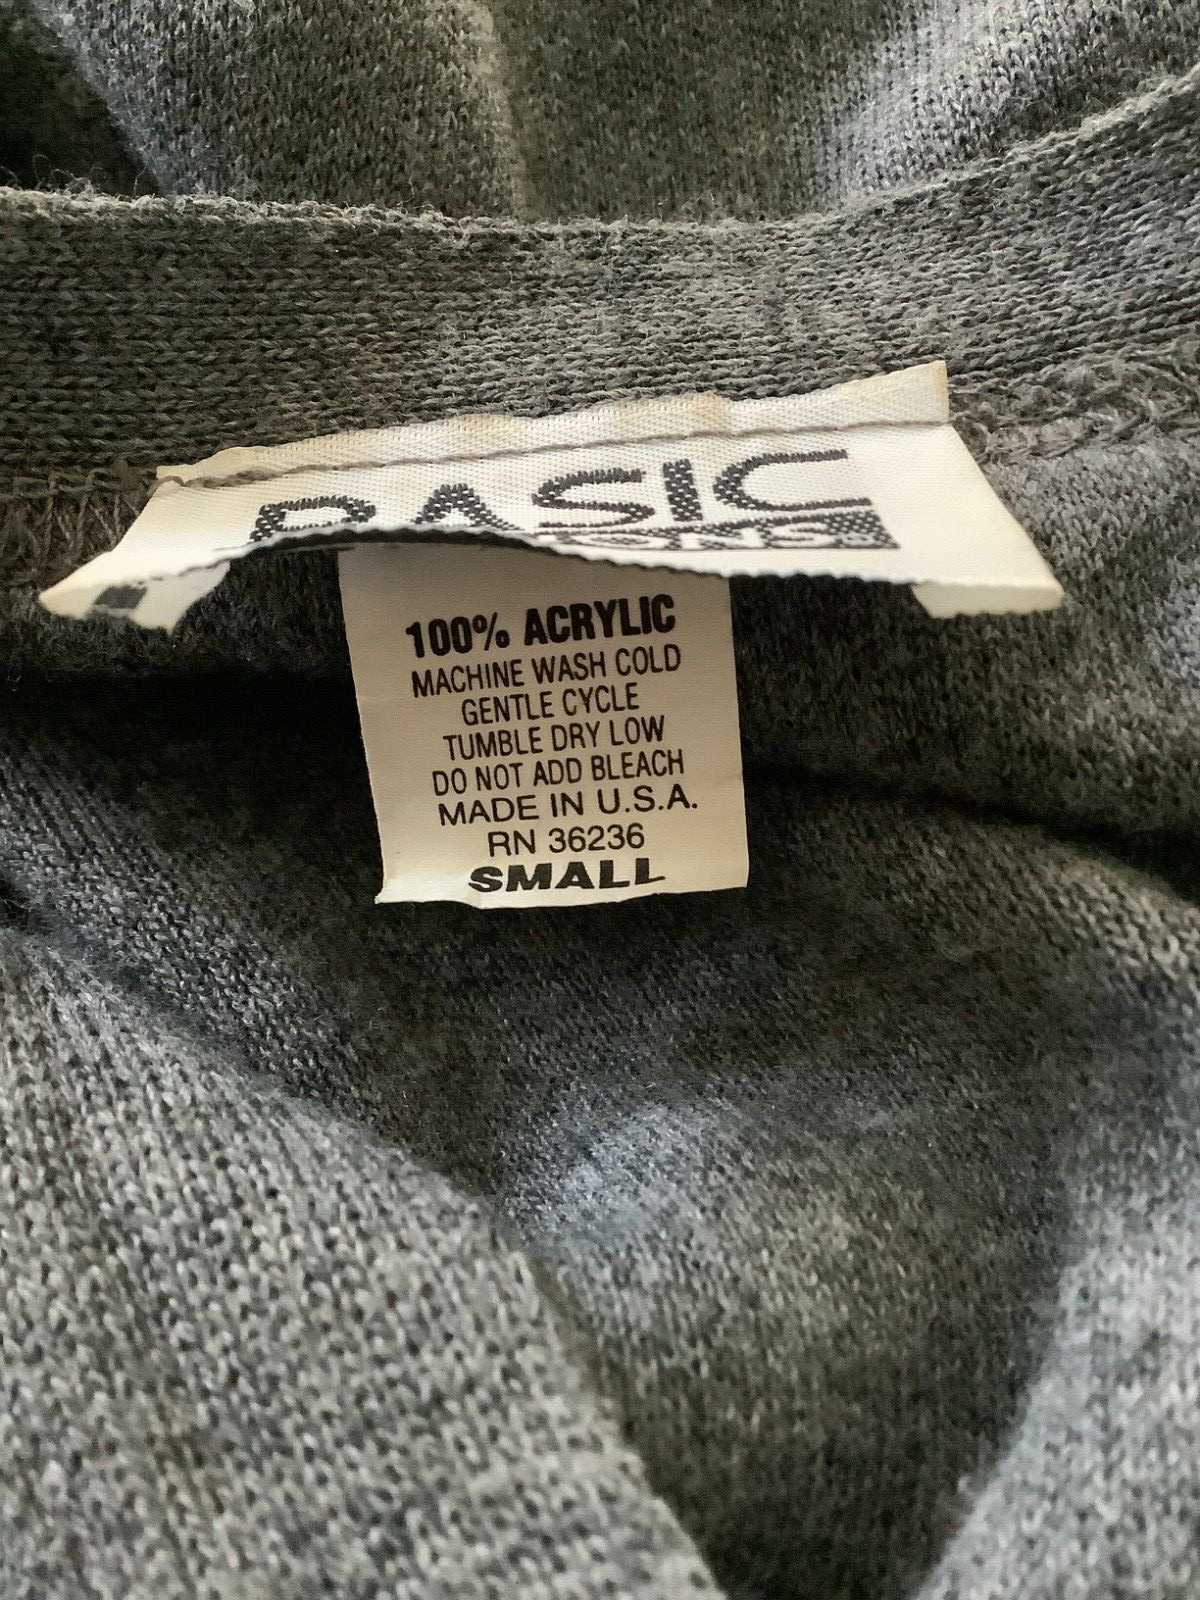 BASIC
100% ACRYLIC
MACHINE WASH COLD
GENTLE CYCLE
TUMBLE DRY LOW
DO NOT ADD BLEACH
MADE IN U.S.A.
RN 36236
SMALL